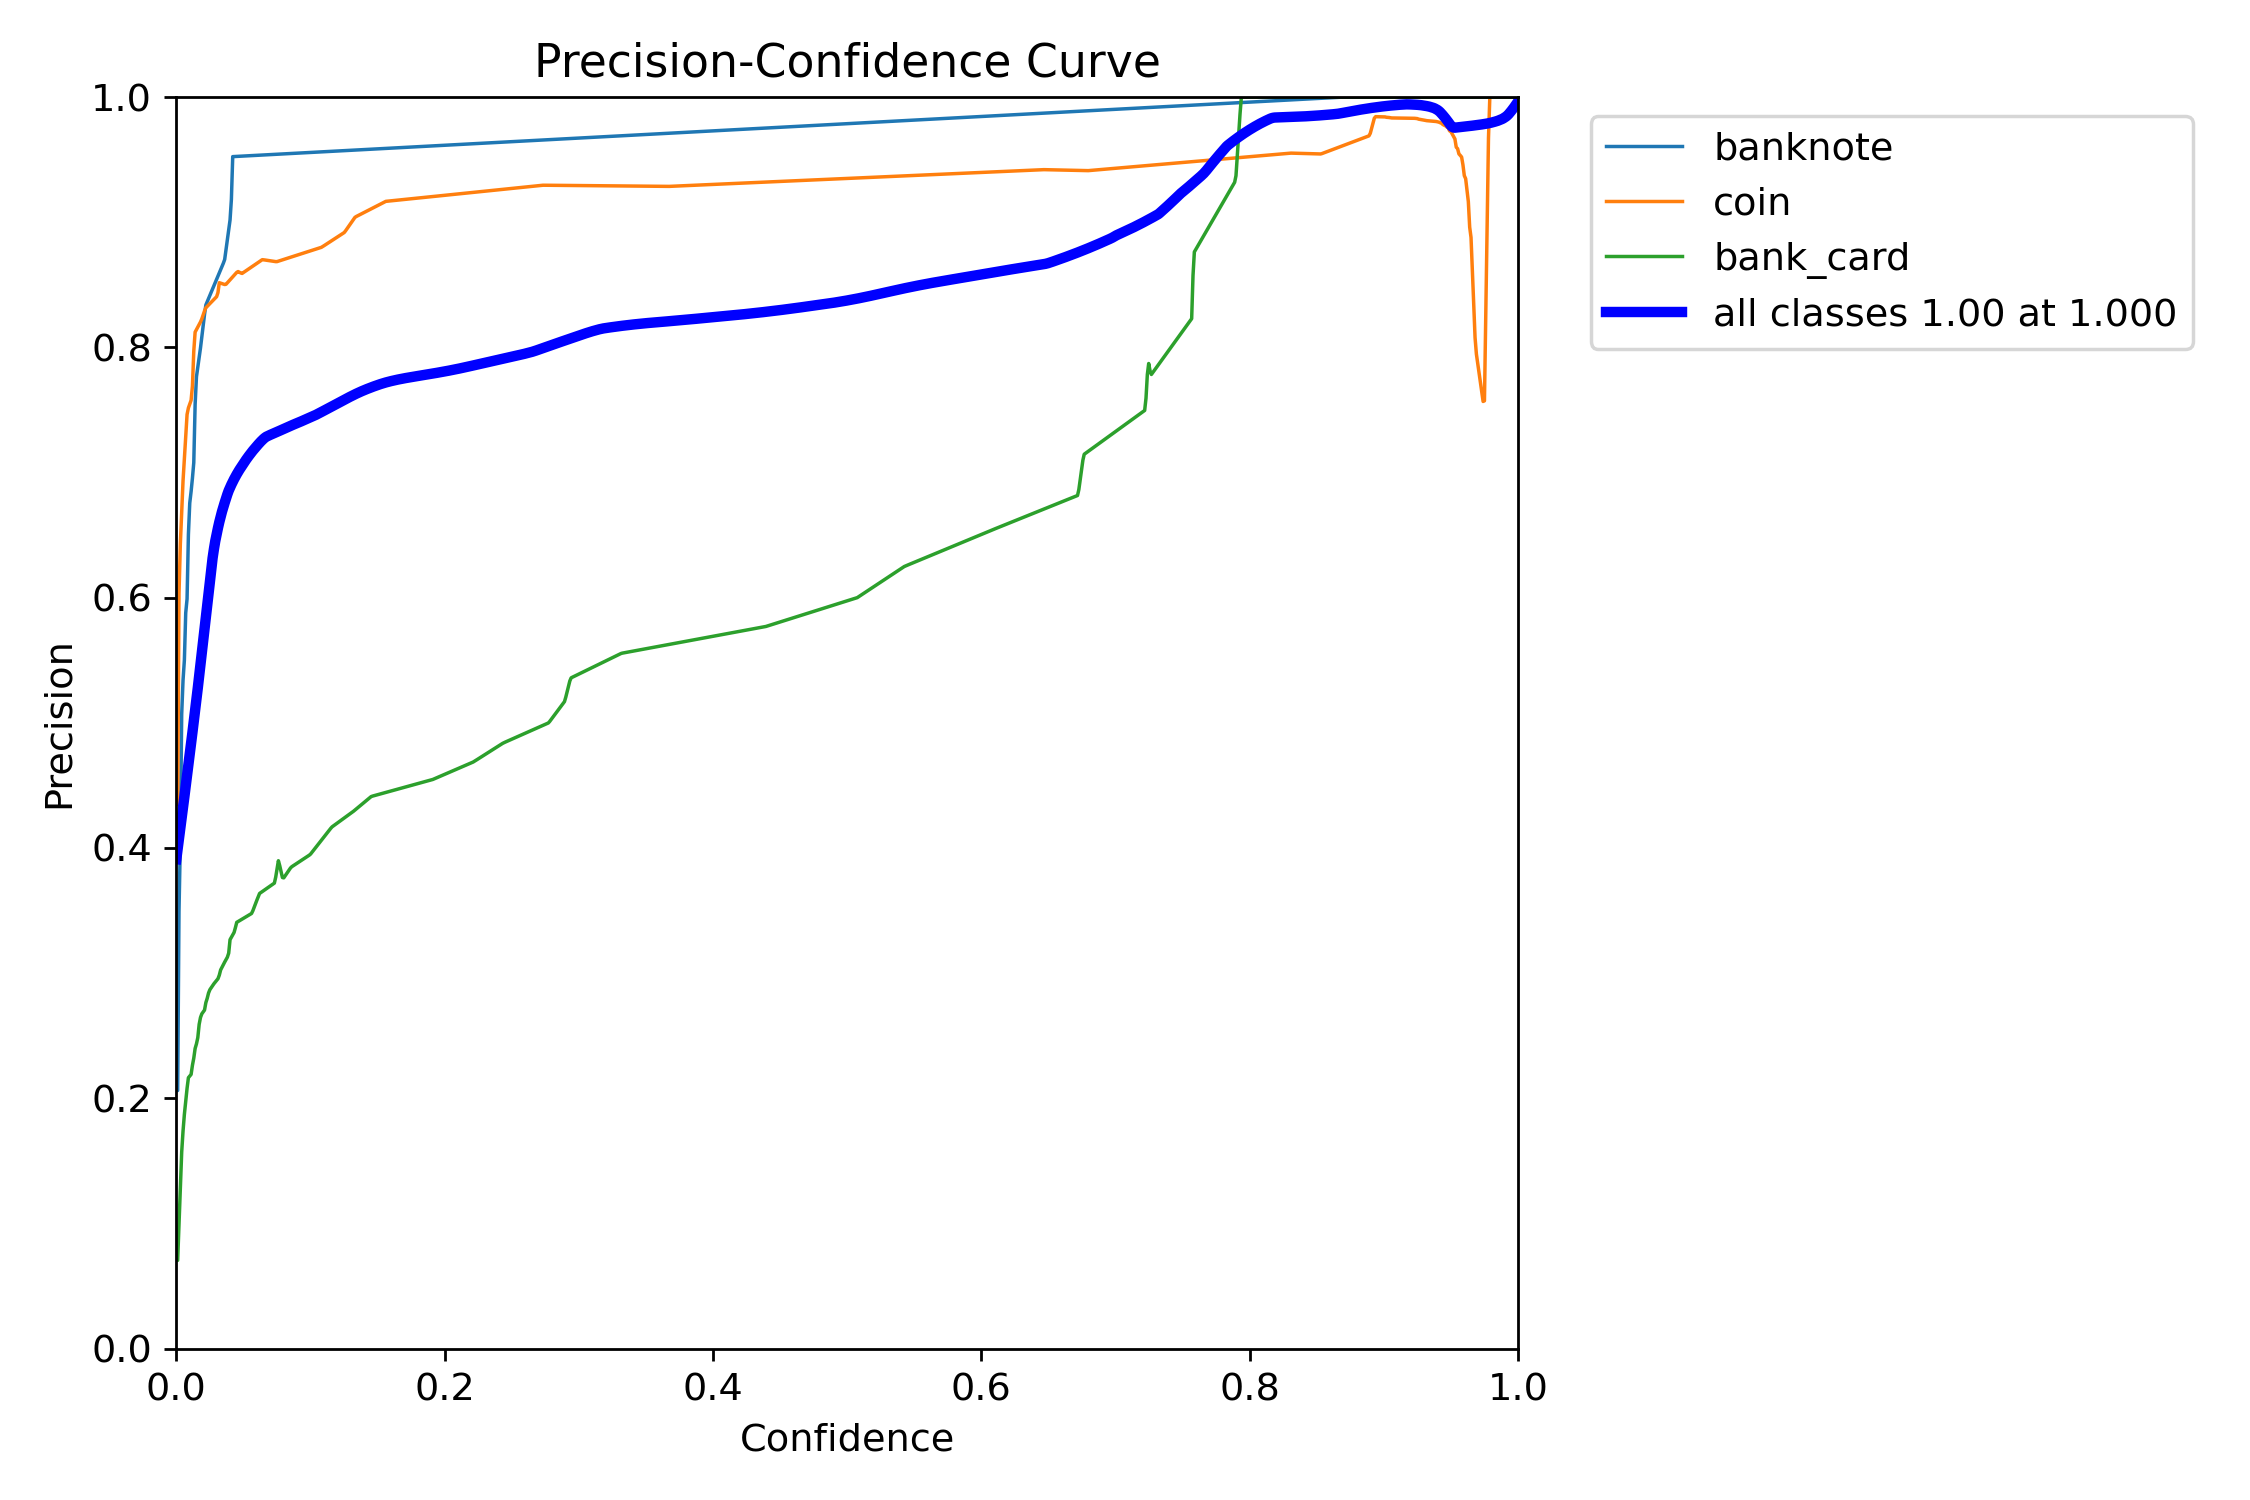 Precision-Confidence Curve
1.0
0.8
0.6
0.4
0.2
0.0
Precision
0.0 0.2 0.4 0.6 0.8 1.0
Confidence
banknote
coin
bank_card
all classes 1.00 at 1.000